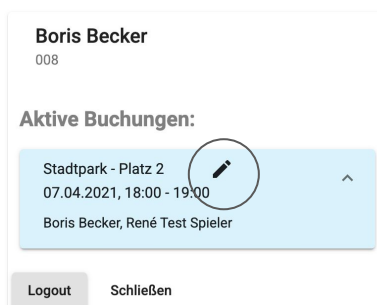 Boris Becker
008
Aktive Buchungen:
Stadtpark - Platz 2
07.04.2021, 18:00 - 19:00
Boris Becker, René Test Spieler
Logout Schließen